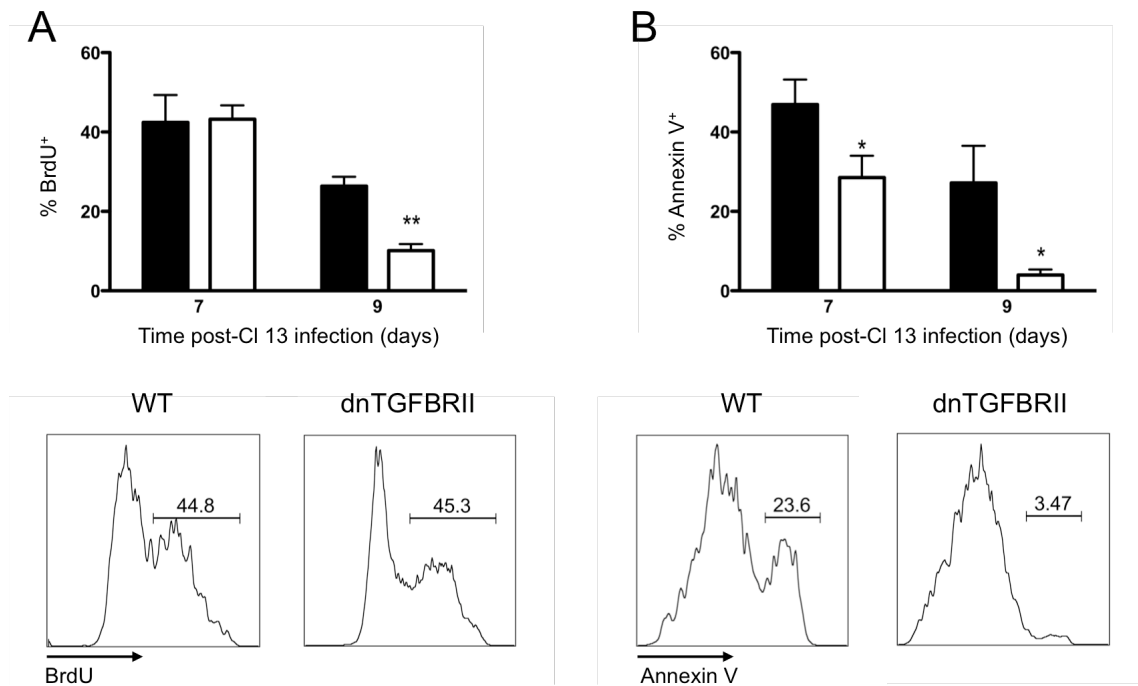 A
B
60
40
20
0
% BrdU⁺
**
7
9
Time post-Cl 13 infection (days)
60
40
20
0
% Annexin V⁺
*
*
7
9
Time post-Cl 13 infection (days)
WT
dnTGFBRII
WT
dnTGFBRII
44.8
45.3
23.6
3.47
BrdU
Annexin V